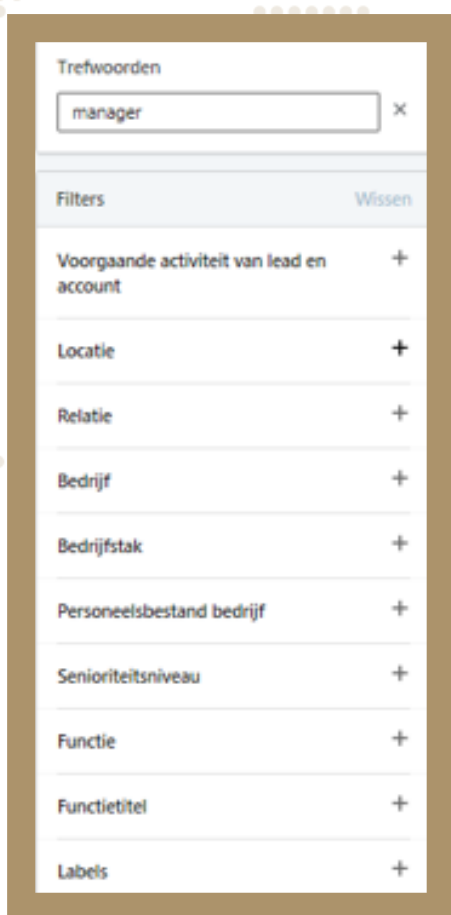 Trefwoorden
manager
Filters Wissen
Voorgaande activiteit van lead en
account
Locatie
Relatie
Bedrijf
Bedrijfstak
Personeelsbestand bedrijf
Senioriteitsniveau
Functie
Functietitel
Labels